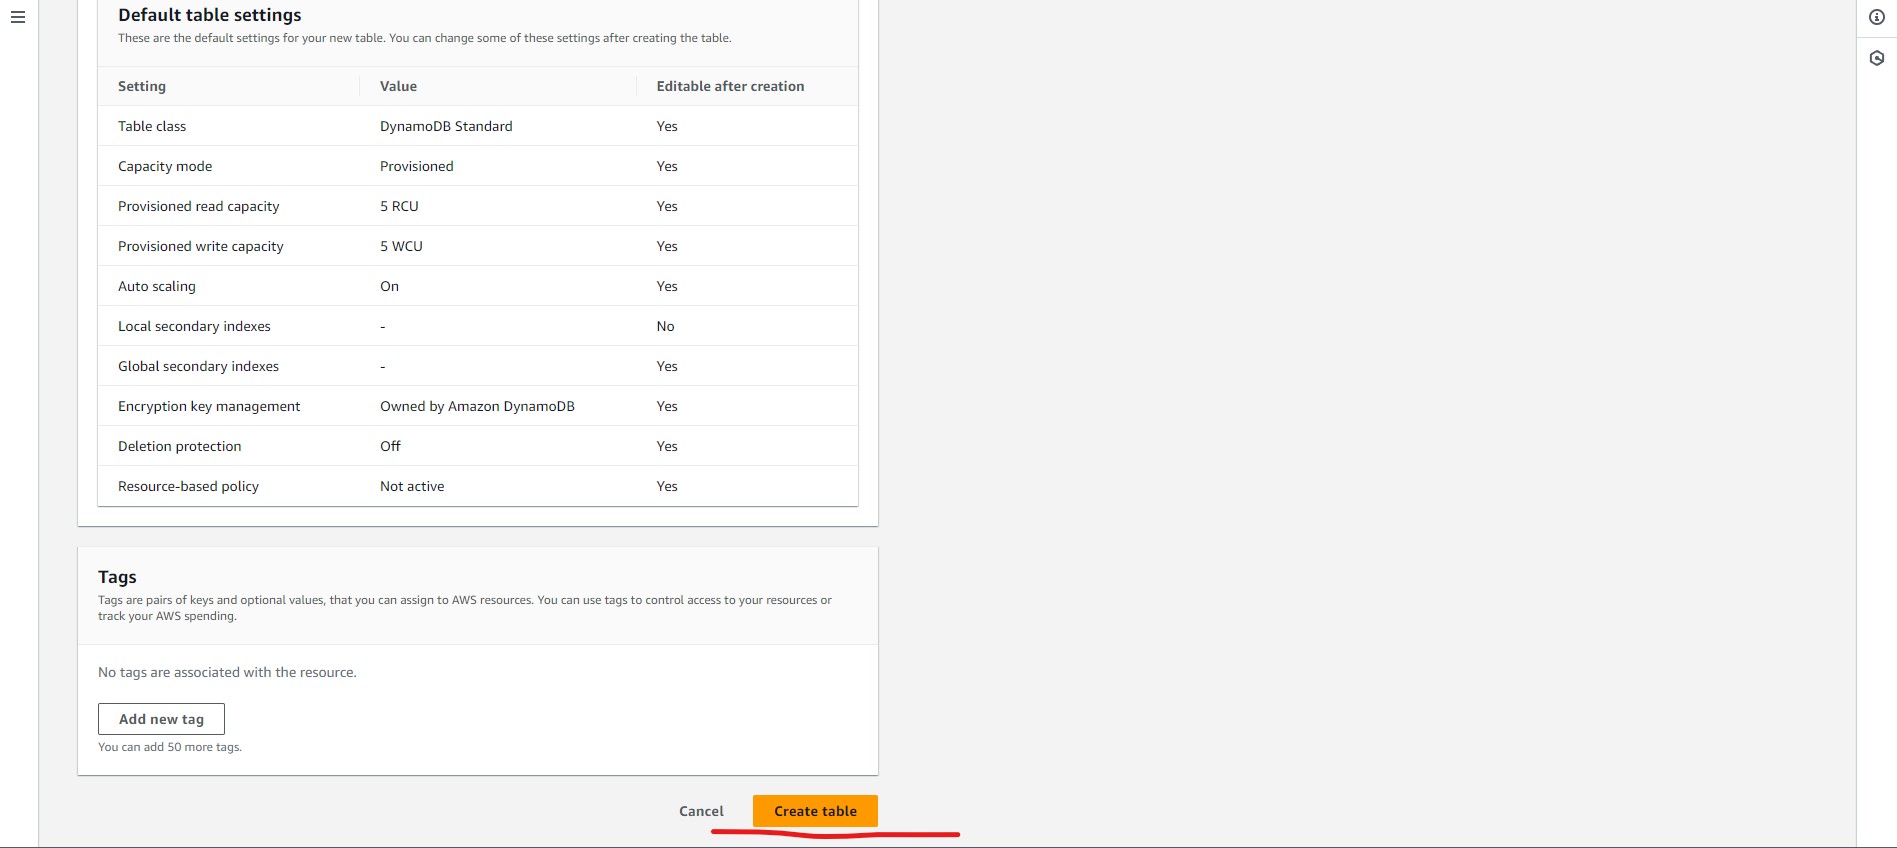 Default table settings
These are the default settings for your new table. You can change some of these settings after creating the table.
Setting Value Editable after creation
Table class DynamoDB Standard Yes
Capacity mode Provisioned Yes
Provisioned read capacity 5 RCU Yes
Provisioned write capacity 5 WCU Yes
Auto scaling On Yes
Local secondary indexes - No
Global secondary indexes - Yes
Encryption key management Owned by Amazon DynamoDB Yes
Deletion protection Off Yes
Resource-based policy Not active Yes
Tags
Tags are pairs of keys and optional values, that you can assign to AWS resources. You can use tags to control access to your resources or
track your AWS spending.
No tags are associated with the resource.
Add new tag
You can add 50 more tags.
Cancel Create table